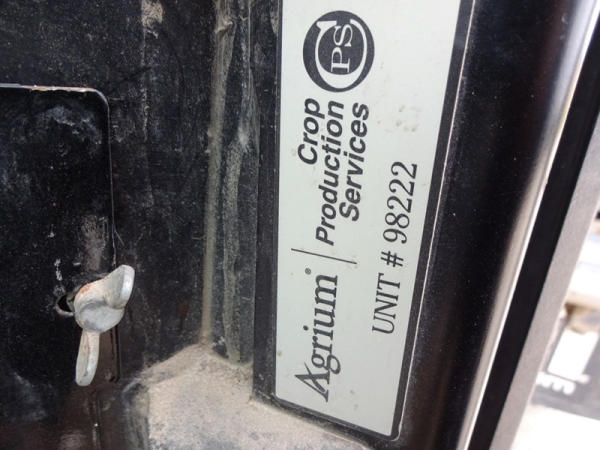 Agrium®
Crop
Production
Services
CPS
UNIT # 98222